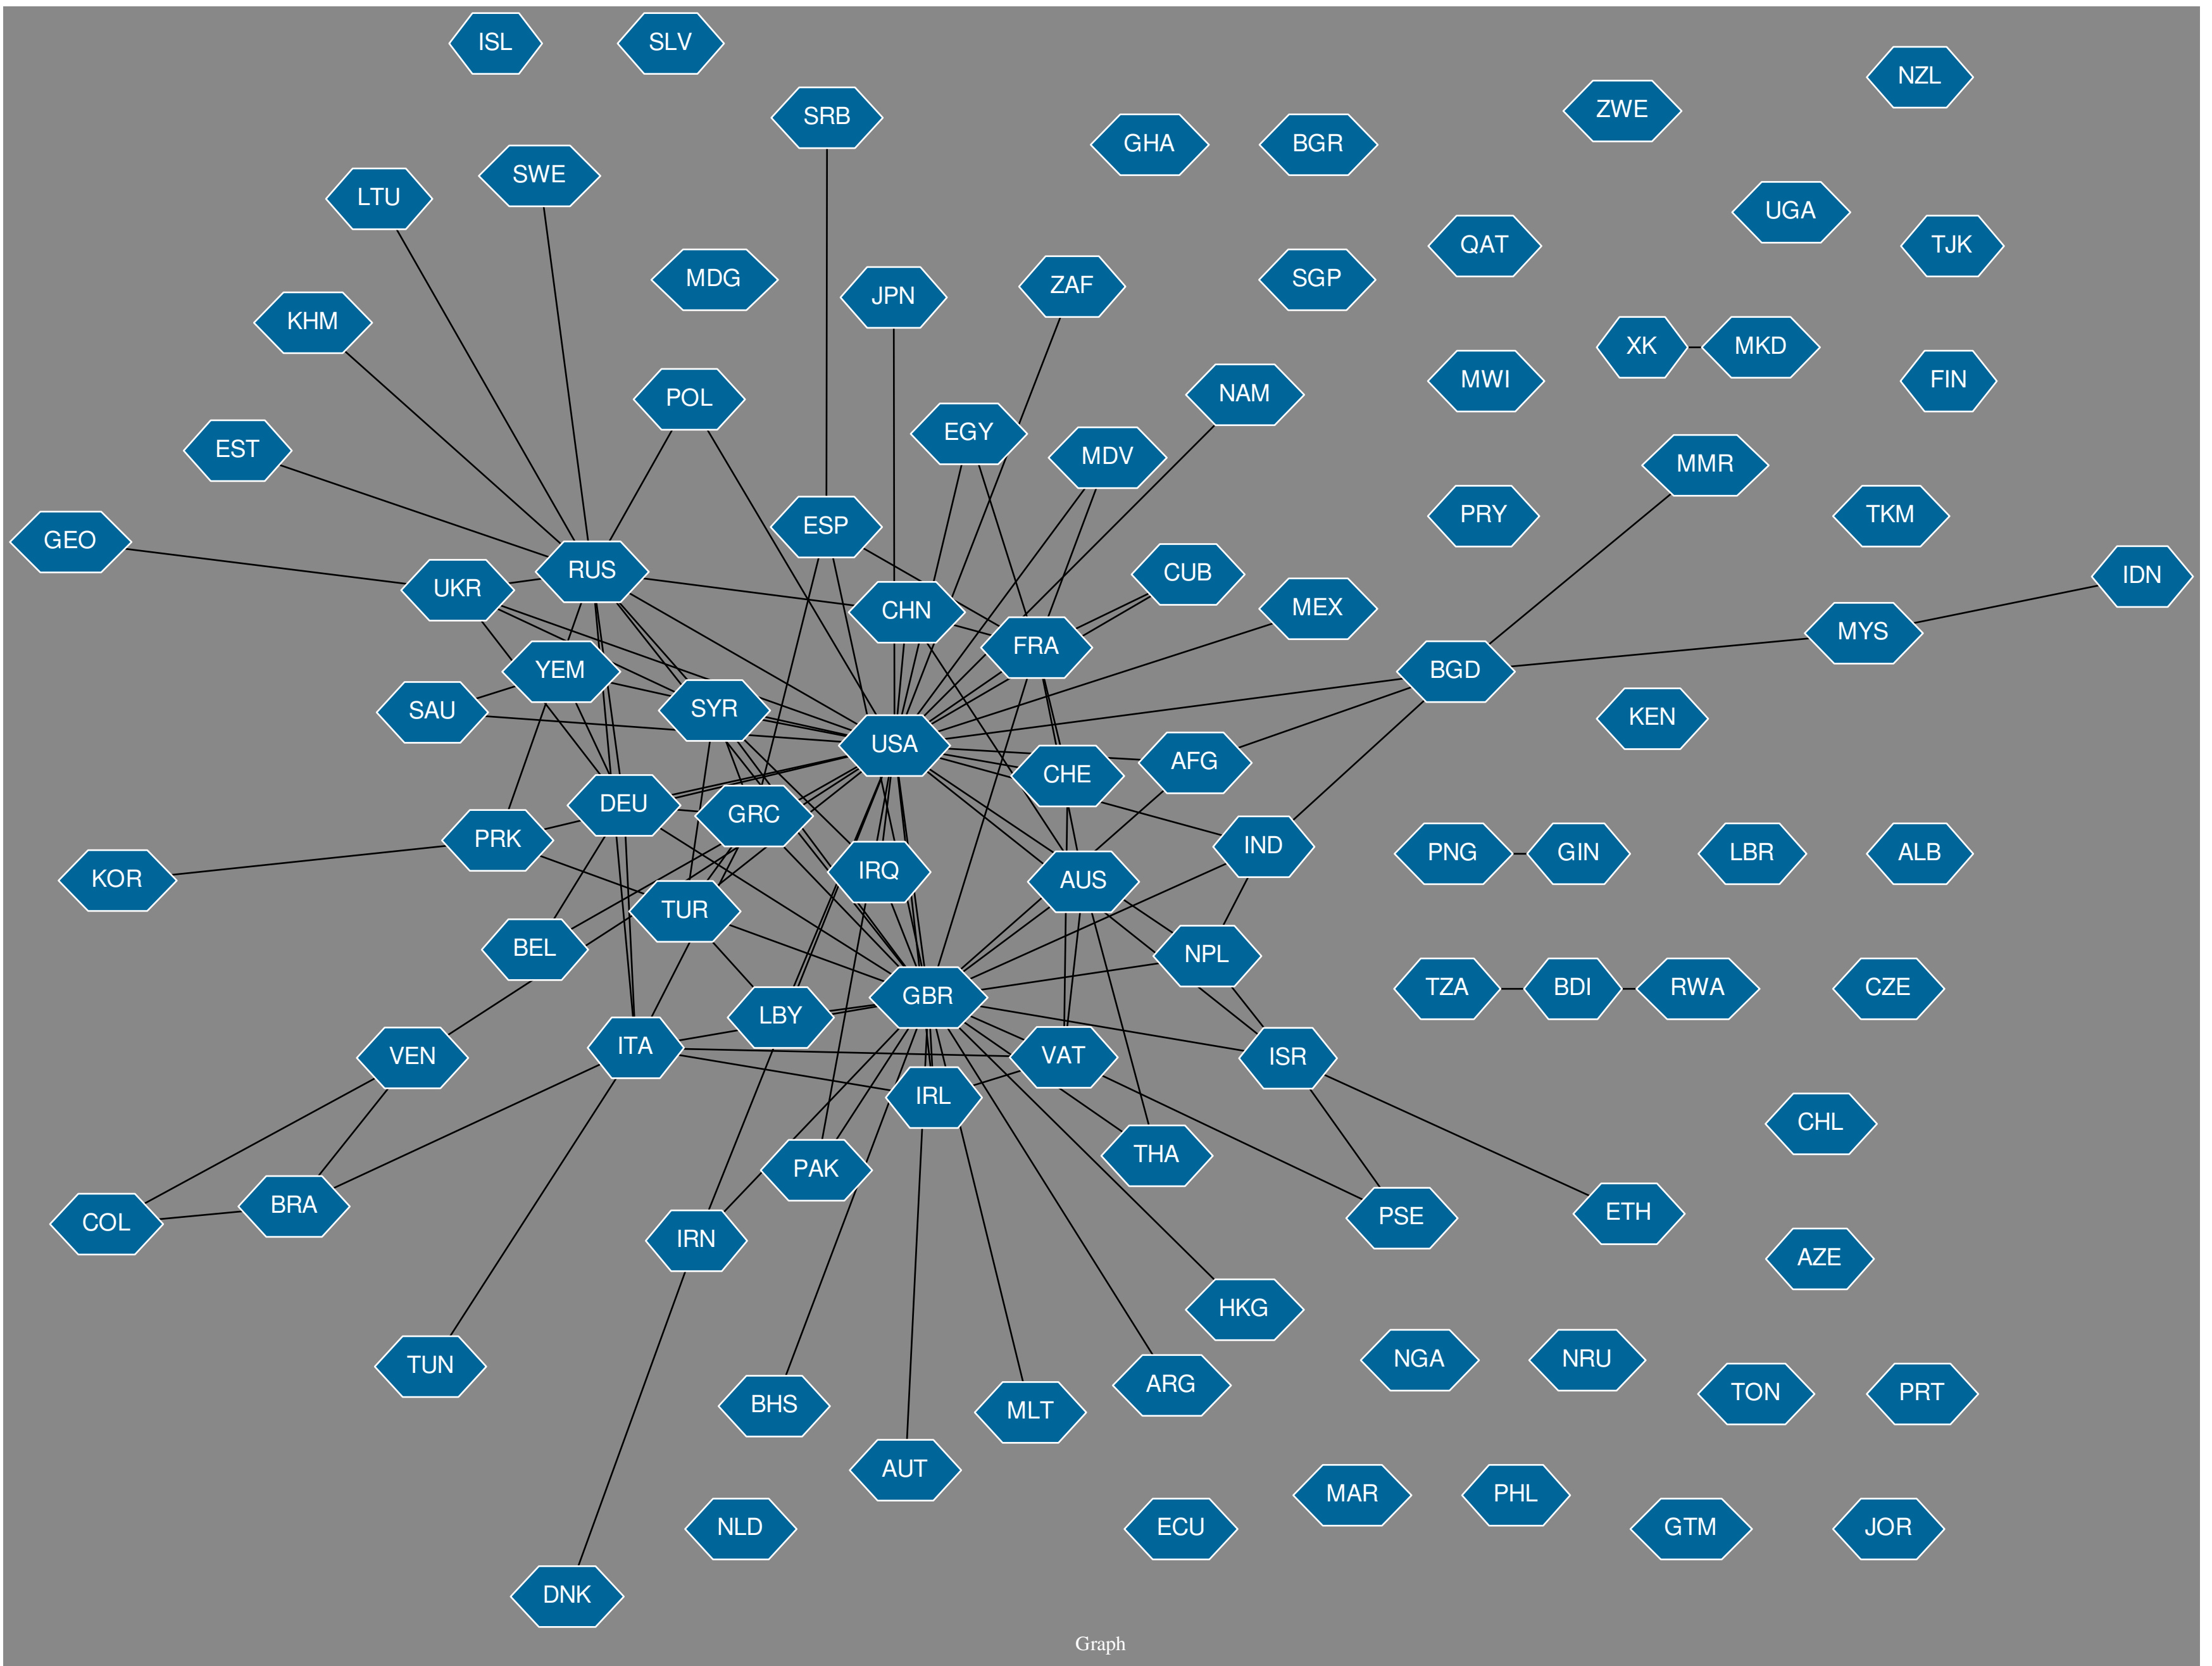 ISL
SLV
NZL
ZWE
SRB
GHA
BGR
SWE
LTU
UGA
QAT
TJK
MDG
SGP
ZAF
JPN
KHM
XK
MKD
MWI
FIN
POL
NAM
EGY
EST
MDV
MMR
PRY
TKM
ESP
GEO
RUS
CUB
IDN
UKR
CHN
MEX
MYS
FRA
YEM
BGD
SAU
SYR
KEN
USA
AFG
CHE
DEU
GRC
PRK
IND
PNG
GIN
LBR
ALB
KOR
IRQ
AUS
TUR
BEL
NPL
TZA
BDI
RWA
CZE
GBR
LBY
ITA
VEN
VAT
ISR
IRL
CHL
THA
PAK
BRA
COL
PSE
ETH
IRN
AZE
HKG
TUN
NGA
NRU
ARG
TON
PRT
BHS
MLT
AUT
MAR
PHL
NLD
ECU
GTM
JOR
DNK
Graph